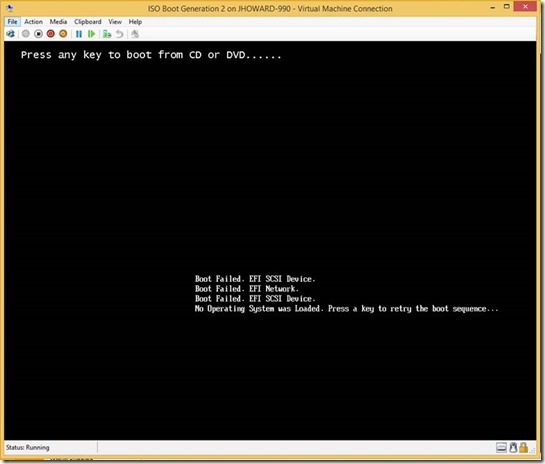 ISO Boot Generation 2 on JHOWARD-990 - Virtual Machine Connection
File Action Media Clipboard View Help
Press any key to boot from CD or DVD......
Boot Failed. EFI SCSI Device.
Boot Failed. EFI Network.
Boot Failed. EFI SCSI Device.
No Operating System was Loaded. Press a key to retry the boot sequence...
Status: Running